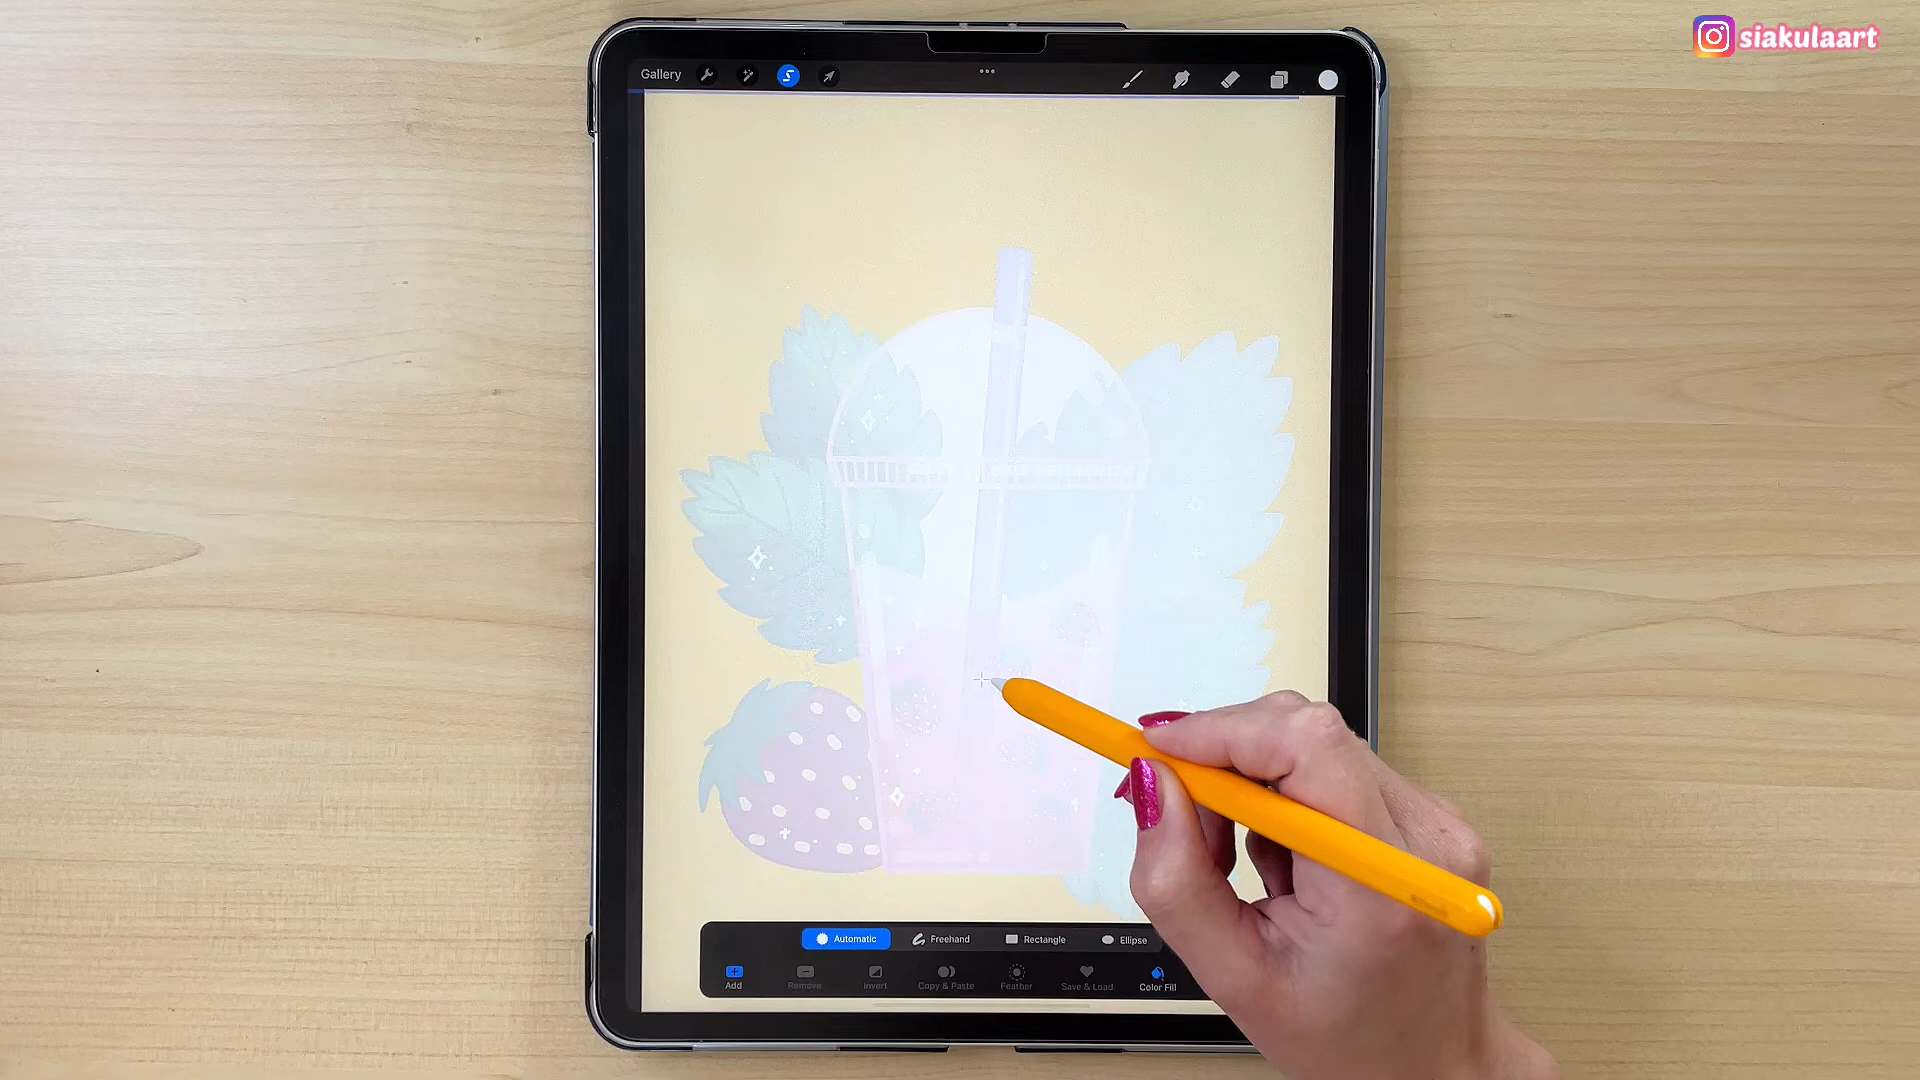 siakulaart
Gallery
Automatic
Freehand
Rectangle
Ellipse
Add
Remove
Invert
Copy & Paste
Feather
Save & Load
Color Fill